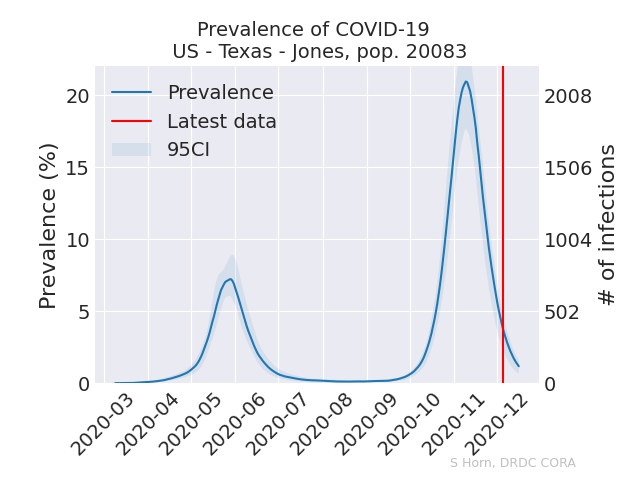 Prevalence of COVID-19
US - Texas - Jones, pop. 20083
Prevalence
Latest data
95CI
Prevalence (%)
20
15
10
5
0
2008
1506
1004
502
0
# of infections
2020-03
2020-04
2020-05
2020-06
2020-07
2020-08
2020-09
2020-10
2020-11
2020-12
S Horn, DRDC CORA